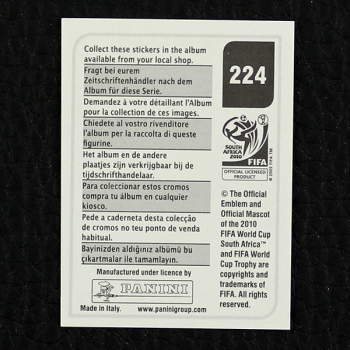 Collect these stickers in the album
available from your local shop.
Fragt bei eurem
Zeitschriftenhändler nach dem
Album für diese Serie.
Demandez à votre détaillant l'Album
pour la collection de ces images.
Chiedete al vostro rivenditore
l'album per la raccolta di queste
figurine.
Het album en de andere
plaatjes zijn verkrijgbaar bij de
tijdschrifthandelaar.
Para coleccionar estos cromos
compra tu álbum en cualquier
kiosco.
Pede a caderneta desta colecção
de cromos no teu ponto de venda
habitual.
Bayinizden aldığınız albümü bu
çıkartmalar ile tamamlayın.
Manufactured under licence by
PANINI
Made in Italy. www.paninigroup.com
224
SOUTH AFRICA
2010
FIFA
OFFICIAL LICENSED
PRODUCT
© The Official
Emblem and
Official Mascot
of the 2010
FIFA World Cup
South Africa™
and FIFA World
Cup Trophy are
copyrights and
trademarks of
FIFA. All rights
reserved.